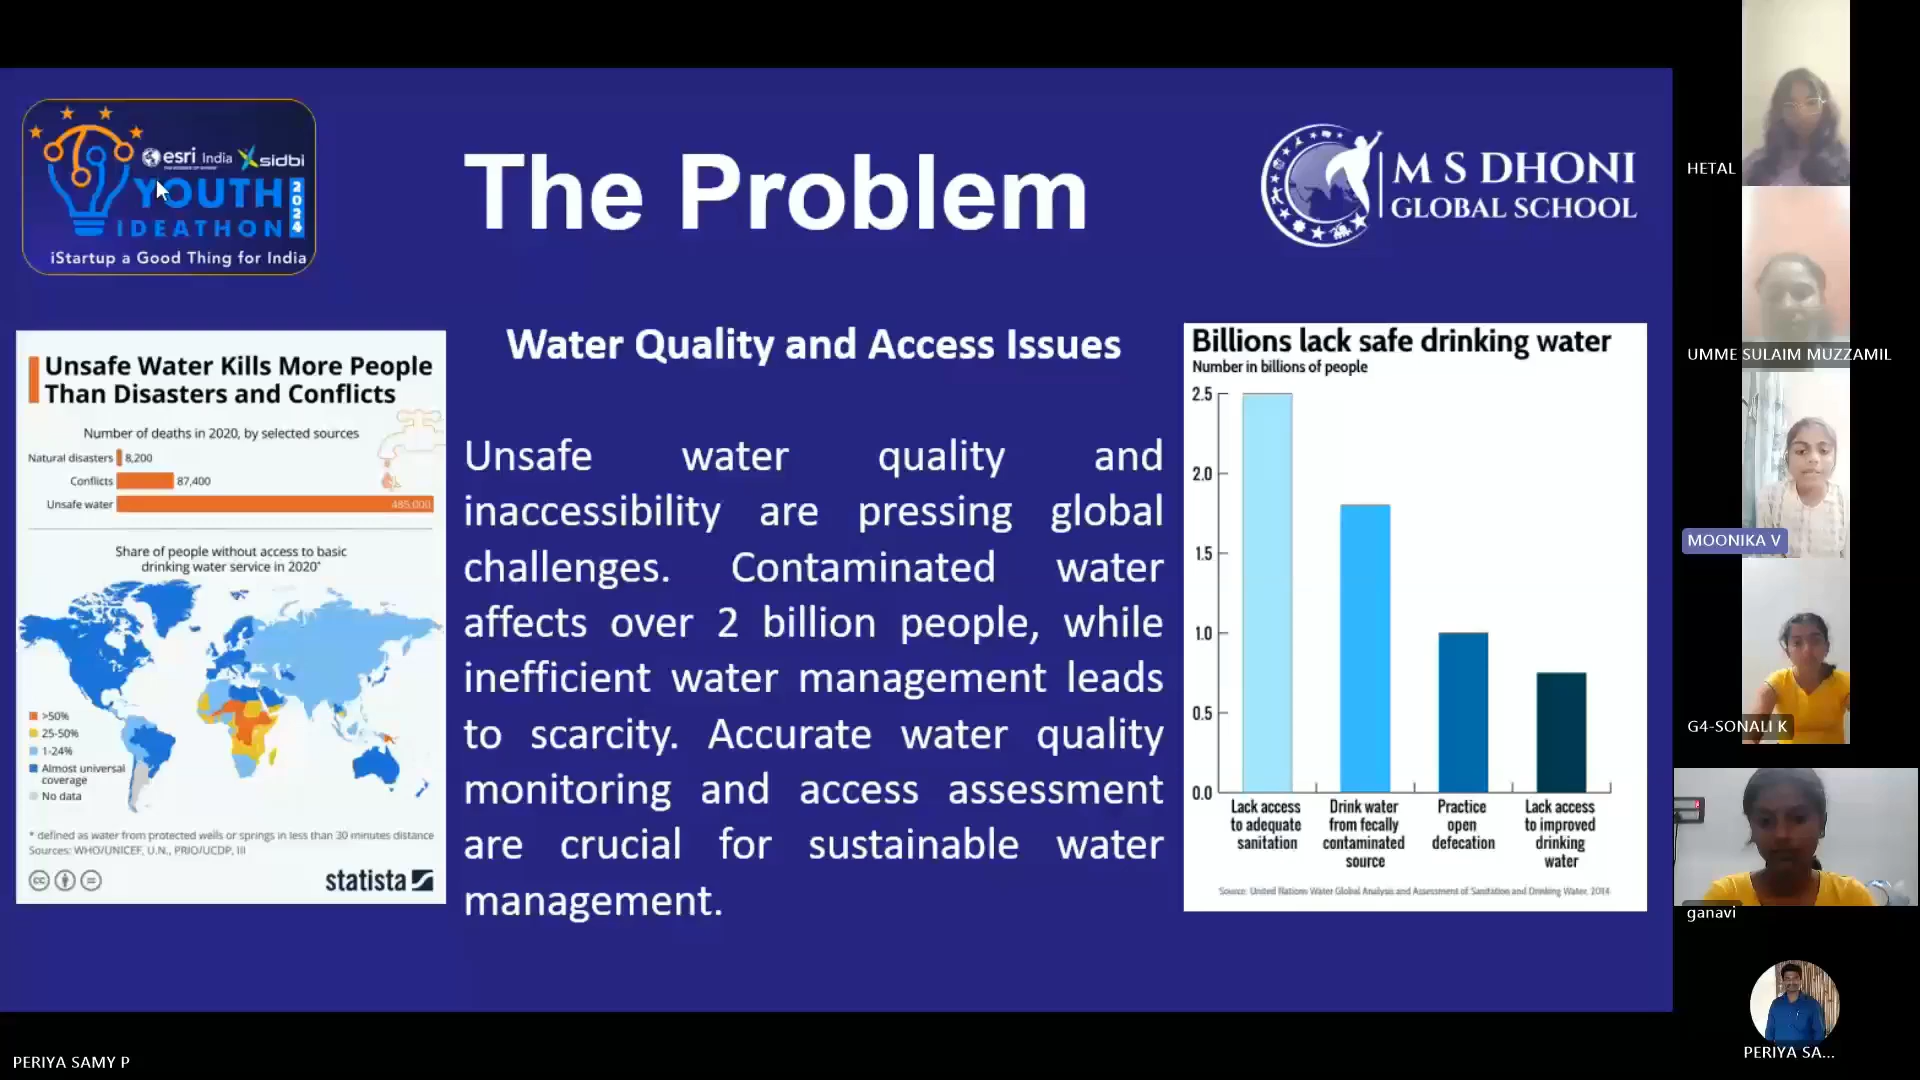 esri India sidbi
YOUTH
2024
IDEATHON
iStartup a Good Thing for India
The Problem
M S DHONI
GLOBAL SCHOOL
Unsafe Water Kills More People
Than Disasters and Conflicts
Number of deaths in 2020, by selected sources
Natural disasters 8,200
Conflicts 87,400
Unsafe water 485,000
Share of people without access to basic
drinking water service in 2020*
>50%
25-50%
1-24%
Almost universal
coverage
No data
* defined as water from protected wells or springs in less than 30 minutes distance
Sources: WHO/UNICEF, U.N., PRIO/UCDP, III
cc
statista
Water Quality and Access Issues
Unsafe water quality and
inaccessibility are pressing global
challenges. Contaminated water
affects over 2 billion people, while
inefficient water management leads
to scarcity. Accurate water quality
monitoring and access assessment
are crucial for sustainable water
management.
Billions lack safe drinking water
Number in billions of people
2.5
2.0
1.5
1.0
0.5
0.0
Lack access
to adequate
sanitation
Drink water
from fecally
contaminated
source
Practice
open
defecation
Lack access
to improved
drinking
water
Source: United Nations Water Global Analysis and Assessment of Sanitation and Drinking Water, 2014
HETAL
UMME SULAIM MUZZAMIL
MOONIKA V
G4-SONALI K
ganavi
PERIYA SA...
PERIYA SAMY P